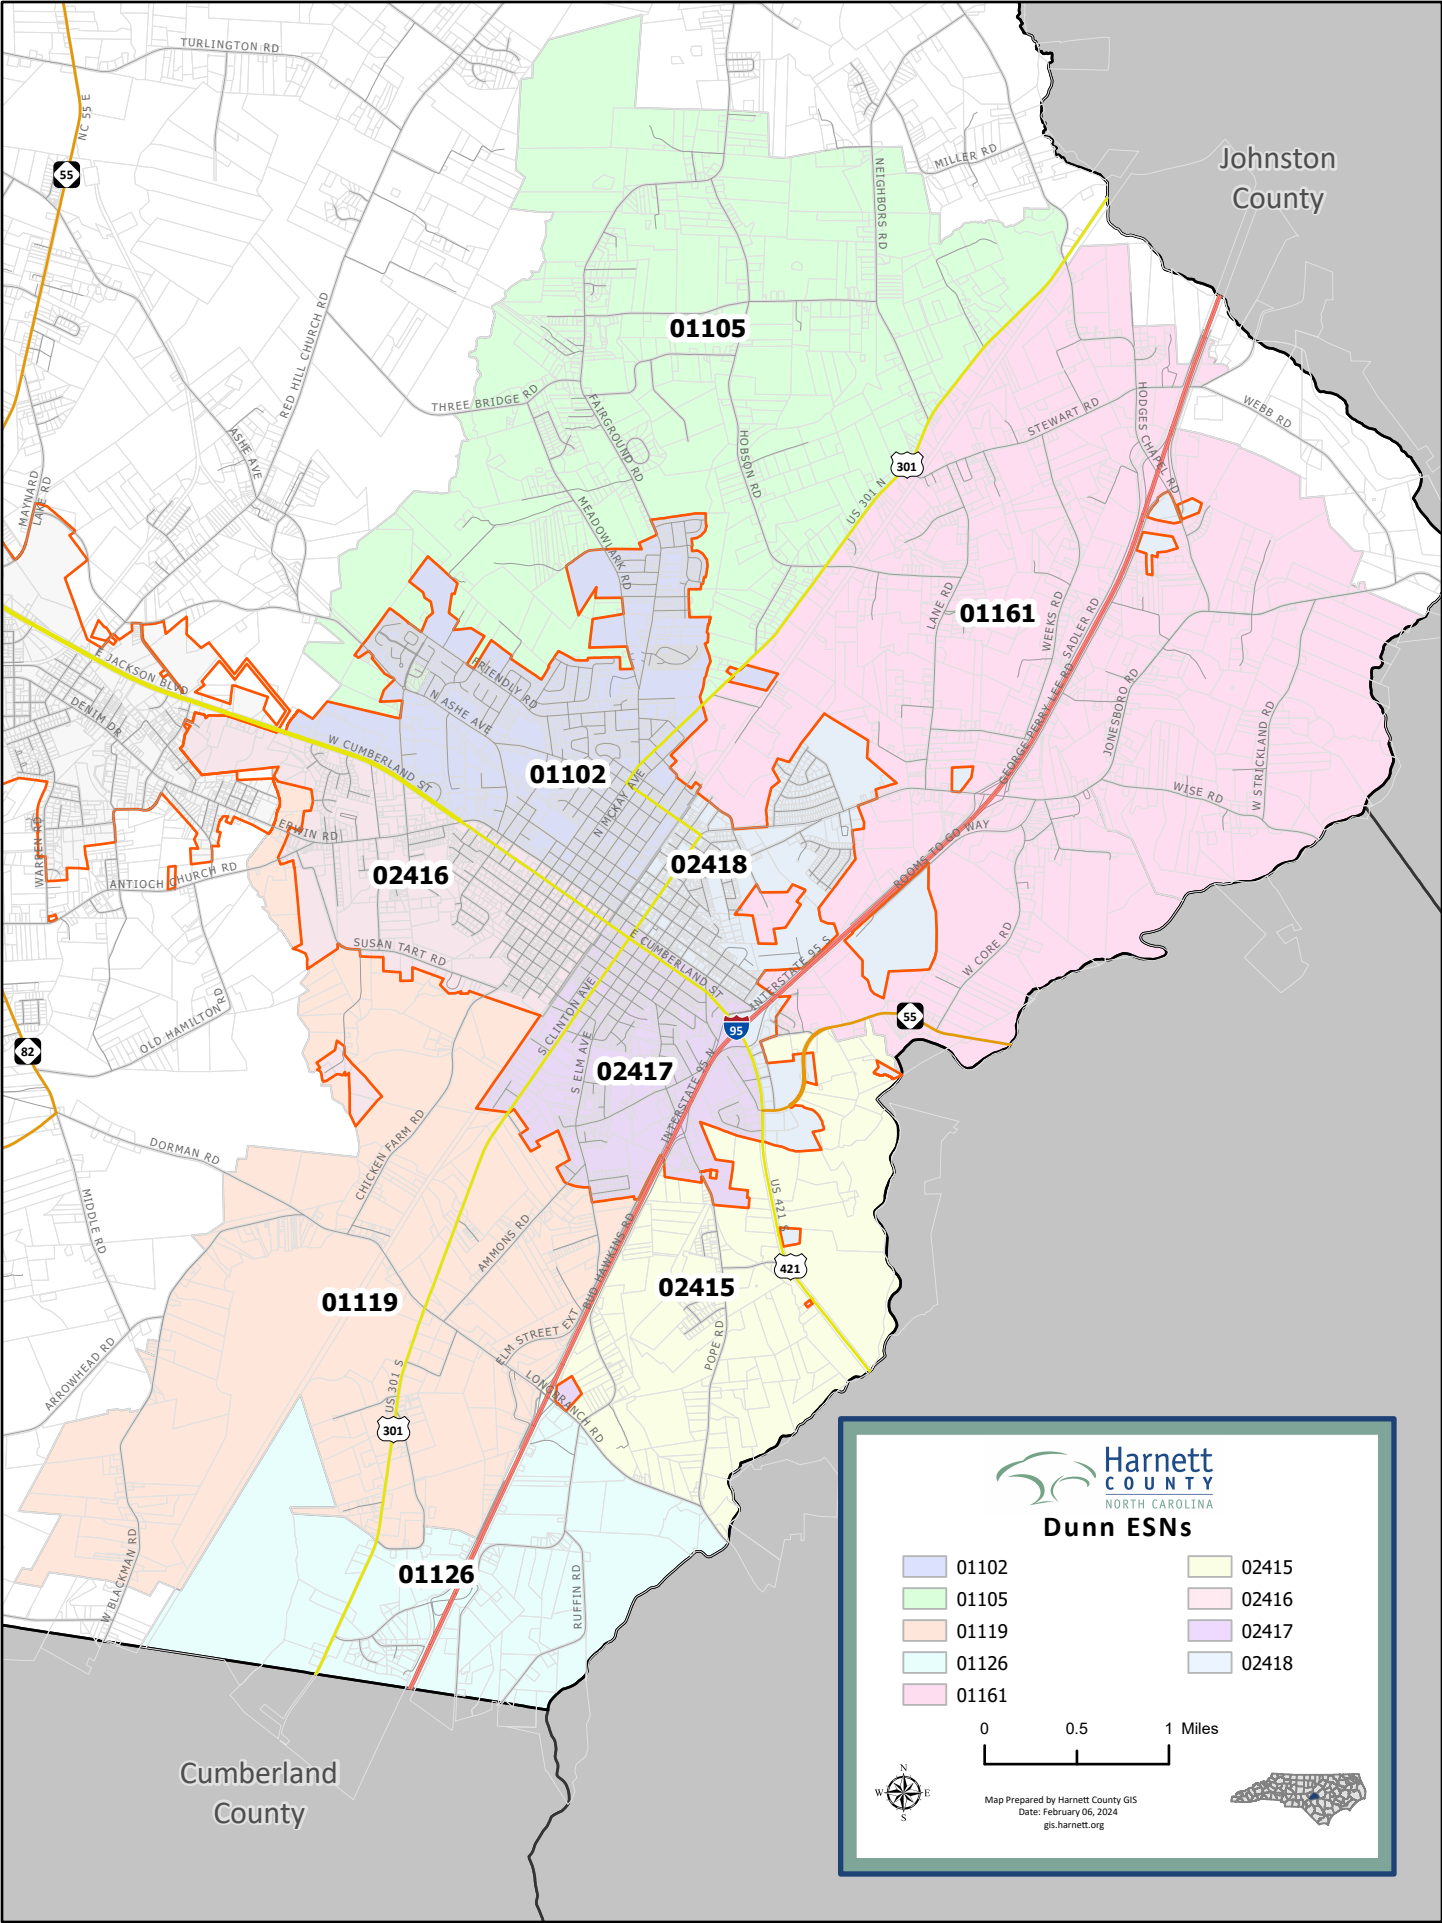 TURLINGTON RD
NC 55 E
55
Johnston
County
MILLER RD
NEIGHBORS RD
RED HILL CHURCH RD
01105
THREE BRIDGE RD
FAIRGROUND RD
HOBSON RD
STEWART RD
HODGES CHAPEL RD
WEBB RD
ASHE AVE
301
US 301 N
MAYNARD
LAKE RD
MEADOWLARK RD
LANE RD
01161
WEEKS RD
GEORGE PERRY LEE RD
SADLER RD
E JACKSON BLVD
FRIENDLY RD
N ASHE AVE
JONESBORO RD
W STRICKLAND RD
DENIM DR
W CUMBERLAND ST
01102
N MCKAY AVE
WISE RD
WARREN RD
ERWIN RD
ROOMS TO GO WAY
02418
02416
ANTIOCH CHURCH RD
SUSAN TART RD
E CUMBERLAND ST
INTERSTATE 95 S
W CORE RD
OLD HAMILTON RD
S CLINTON AVE
95
55
82
S ELM AVE
02417
INTERSTATE 95 N
DORMAN RD
CHICKEN FARM RD
MIDDLE RD
AMMONS RD
US 421 S
BUD HAWKINS RD
421
02415
01119
ELM STREET EXT
POPE RD
ARROWHEAD RD
US 301 S
LONGBRANCH RD
301
W BLACKMAN RD
01126
RUFFIN RD
Cumberland
County
Harnett
COUNTY
NORTH CAROLINA
Dunn ESNs
01102
01105
01119
01126
01161
02415
02416
02417
02418
0 0.5 1 Miles
N
W E
S
Map Prepared by Harnett County GIS
Date: February 06, 2024
gis.harnett.org